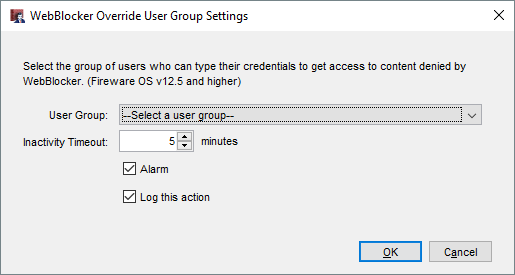 WebBlocker Override User Group Settings
Select the group of users who can type their credentials to get access to content denied by
WebBlocker. (Fireware OS v12.5 and higher)
User Group: --Select a user group--
Inactivity Timeout: 5 minutes
Alarm
Log this action
OK Cancel